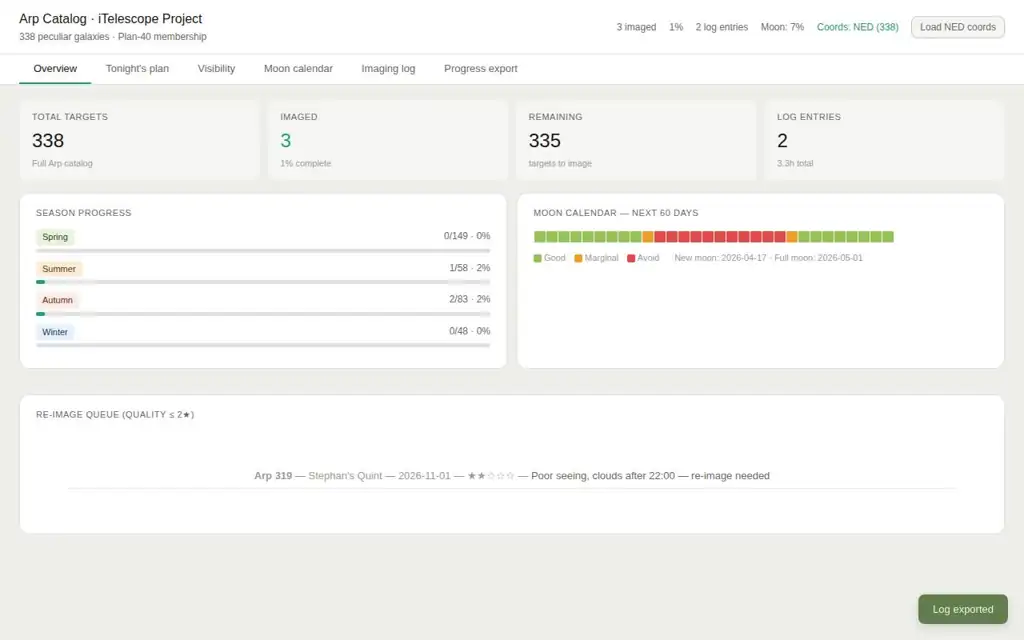 Arp Catalog · iTelescope Project
338 peculiar galaxies · Plan-40 membership
3 imaged 1% 2 log entries Moon: 7% Coords: NED (338) Load NED coords
Overview Tonight's plan Visibility Moon calendar Imaging log Progress export
TOTAL TARGETS
338
Full Arp catalog
IMAGED
3
1% complete
REMAINING
335
targets to image
LOG ENTRIES
2
3.3h total
SEASON PROGRESS
Spring 0/149 · 0%
Summer 1/58 · 2%
Autumn 2/83 · 2%
Winter 0/48 · 0%
MOON CALENDAR — NEXT 60 DAYS
Good Marginal Avoid New moon: 2026-04-17 · Full moon: 2026-05-01
RE-IMAGE QUEUE (QUALITY ≤ 2★)
Arp 319 — Stephan's Quint — 2026-11-01 — ★★☆☆☆ — Poor seeing, clouds after 22:00 — re-image needed
Log exported